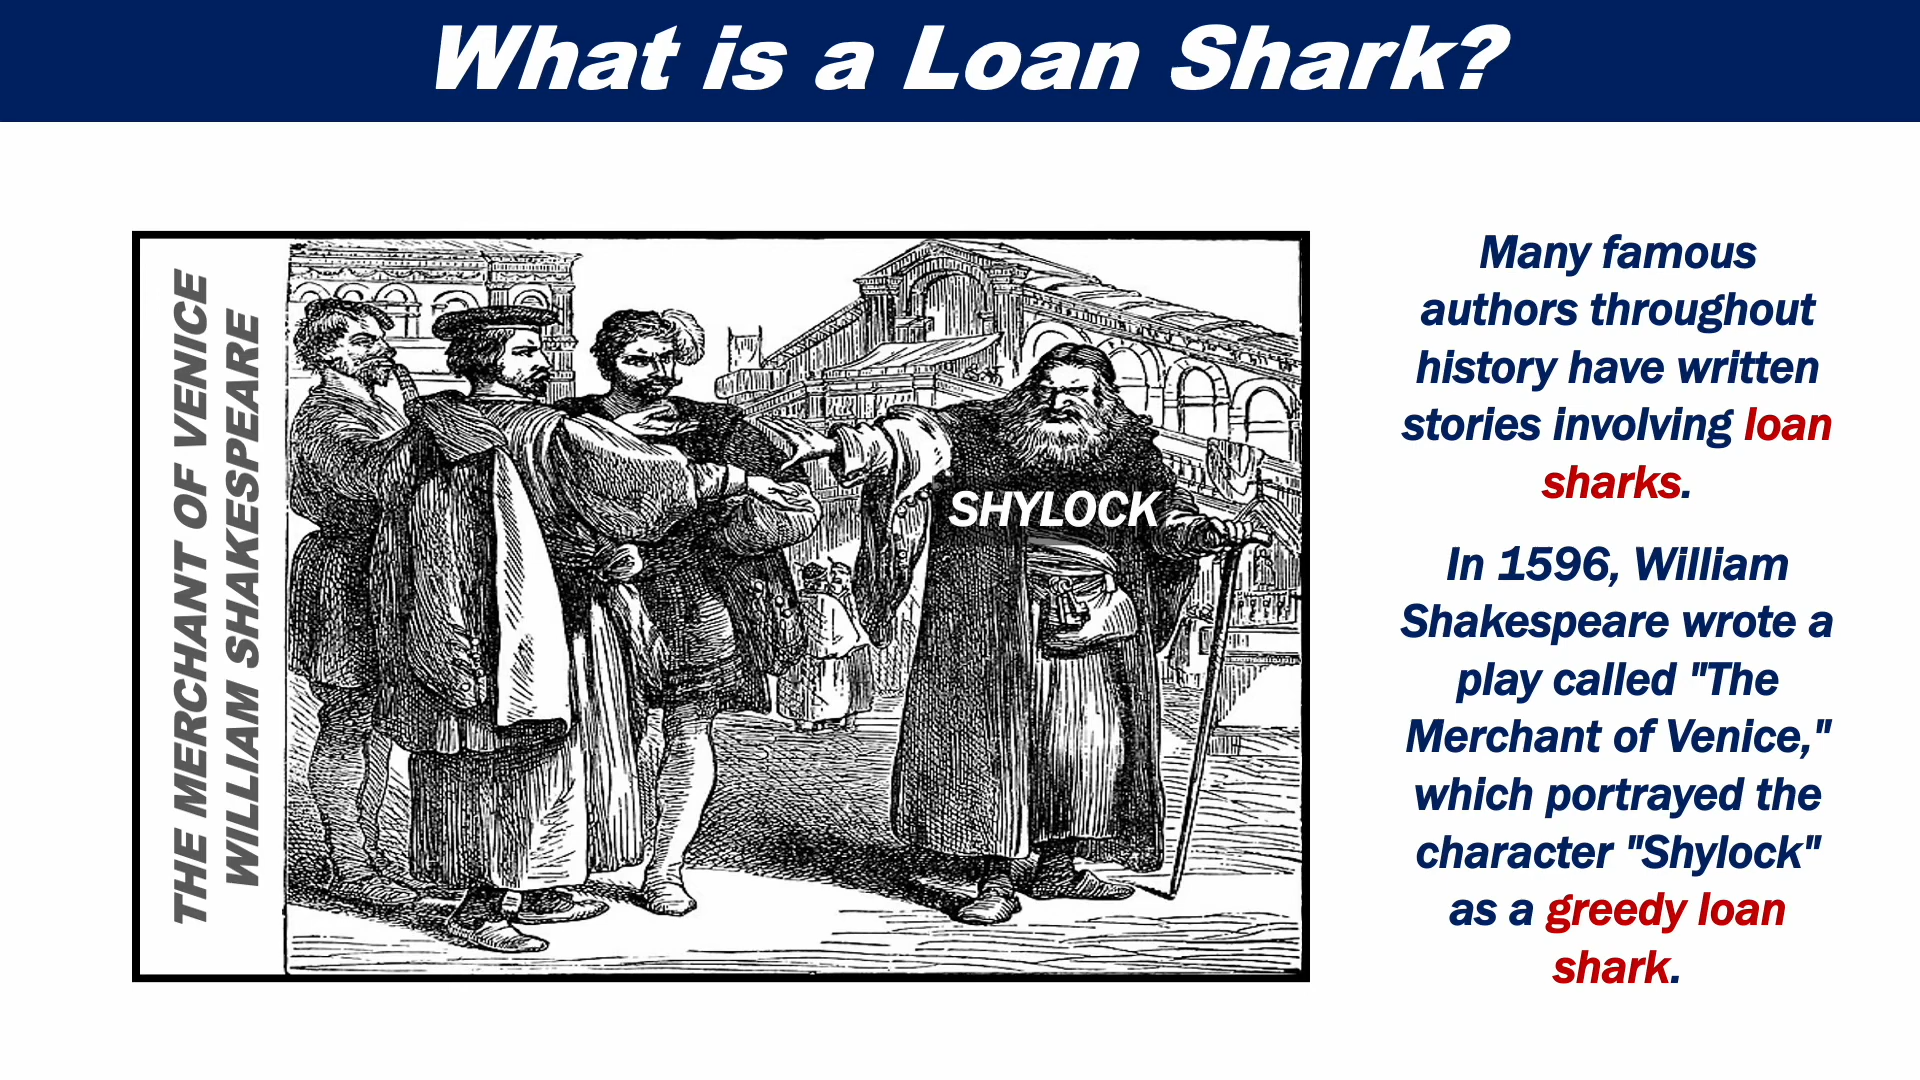 What is a Loan Shark?
THE MERCHANT OF VENICE
WILLIAM SHAKESPEARE
SHYLOCK
Many famous
authors throughout
history have written
stories involving loan
sharks.
In 1596, William
Shakespeare wrote a
play called "The
Merchant of Venice,"
which portrayed the
character "Shylock"
as a greedy loan
shark.